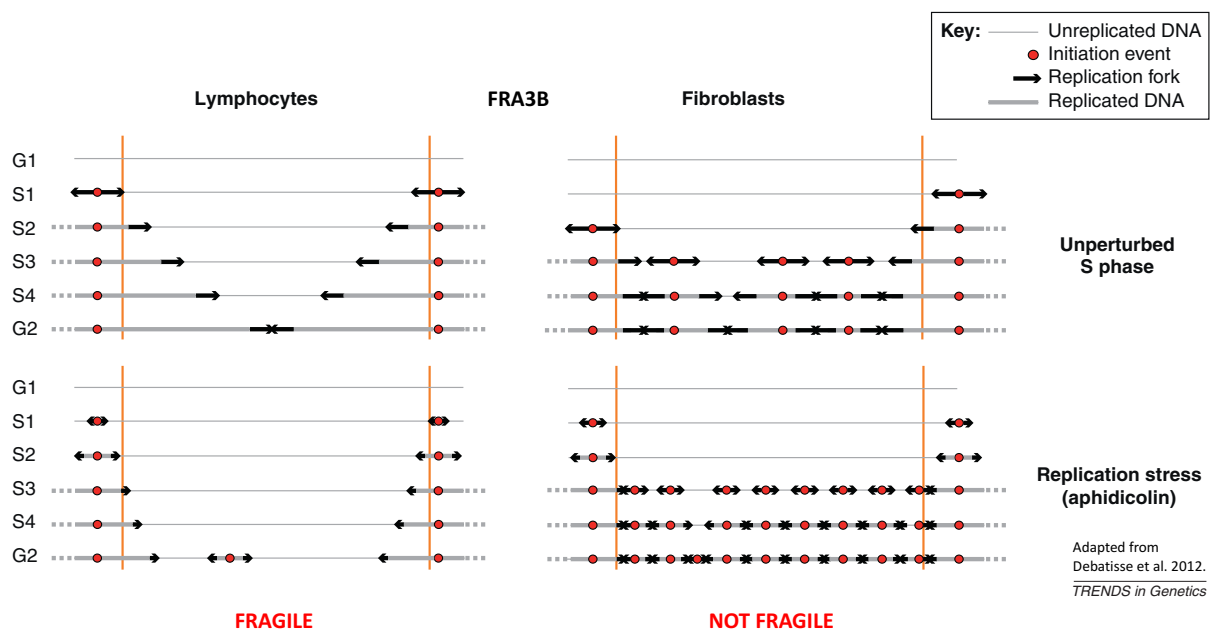 Key: Unreplicated DNA
Initiation event
Replication fork
Replicated DNA
Lymphocytes FRA3B Fibroblasts
G1
S1
S2
S3
S4
G2
Unperturbed
S phase
G1
S1
S2
S3
S4
G2
Replication stress
(aphidicolin)
Adapted from
Debatisse et al. 2012.
TRENDS in Genetics
FRAGILE NOT FRAGILE